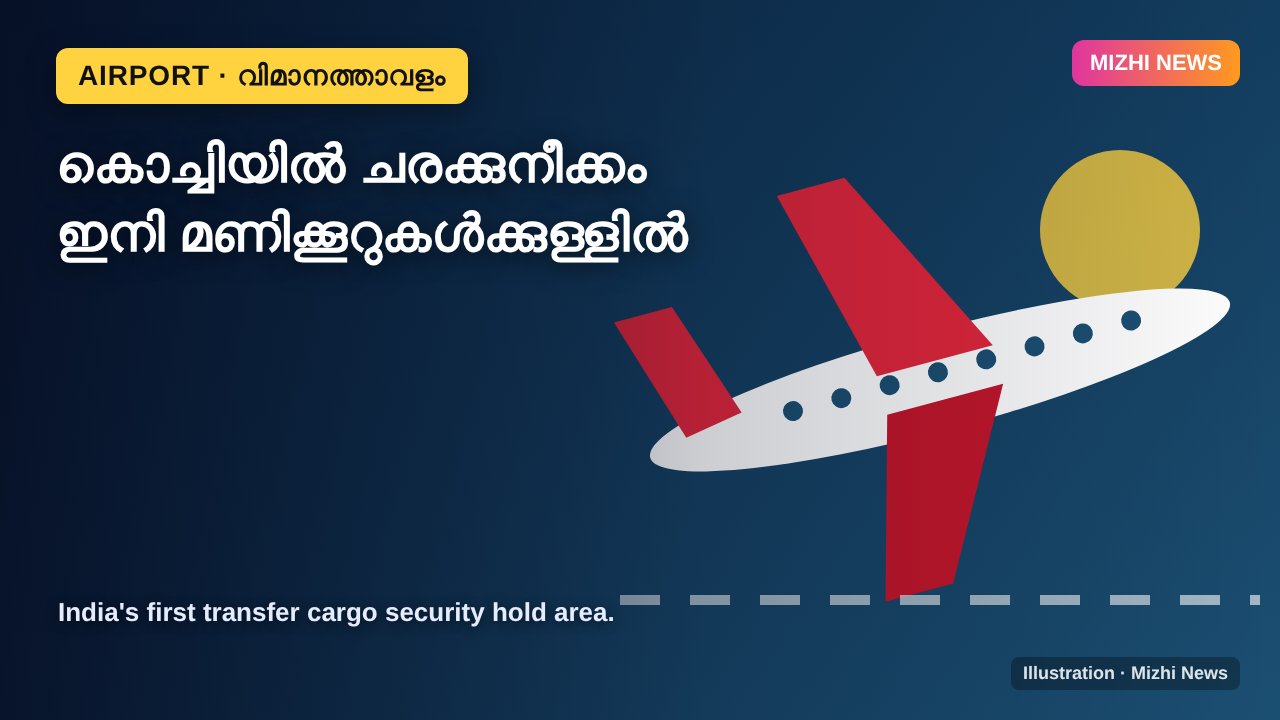 AIRPORT · വിമാനത്താവളം
MIZHI NEWS
കൊച്ചിയിൽ ചരക്കുനീക്കം
ഇനി മണിക്കൂറുകൾക്കുള്ളിൽ
India's first transfer cargo security hold area.
Illustration · Mizhi News